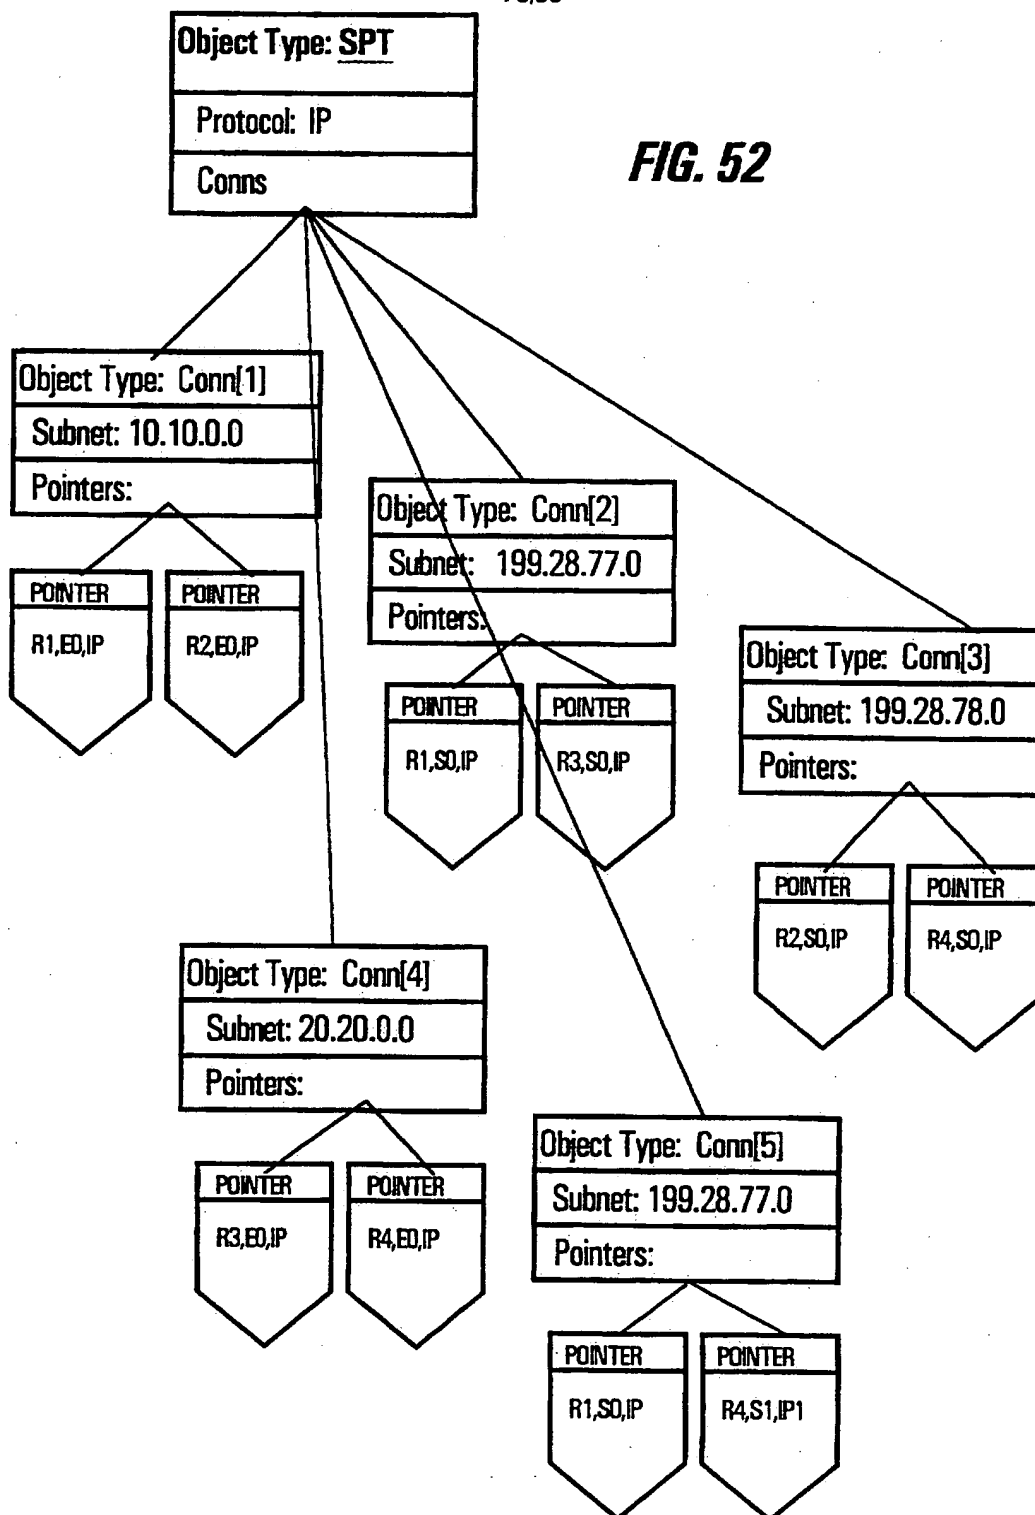 Object Type: SPT
Protocol: IP
Conns
FIG. 52
Object Type: Conn[1]
Subnet: 10.10.0.0
Pointers:
POINTER
R1,E0,IP
POINTER
R2,E0,IP
Object Type: Conn[2]
Subnet: 199.28.77.0
Pointers:
POINTER
R1,S0,IP
POINTER
R3,S0,IP
Object Type: Conn[3]
Subnet: 199.28.78.0
Pointers:
POINTER
R2,S0,IP
POINTER
R4,S0,IP
Object Type: Conn[4]
Subnet: 20.20.0.0
Pointers:
POINTER
R3,E0,IP
POINTER
R4,E0,IP
Object Type: Conn[5]
Subnet: 199.28.77.0
Pointers:
POINTER
R1,S0,IP
POINTER
R4,S1,IP1